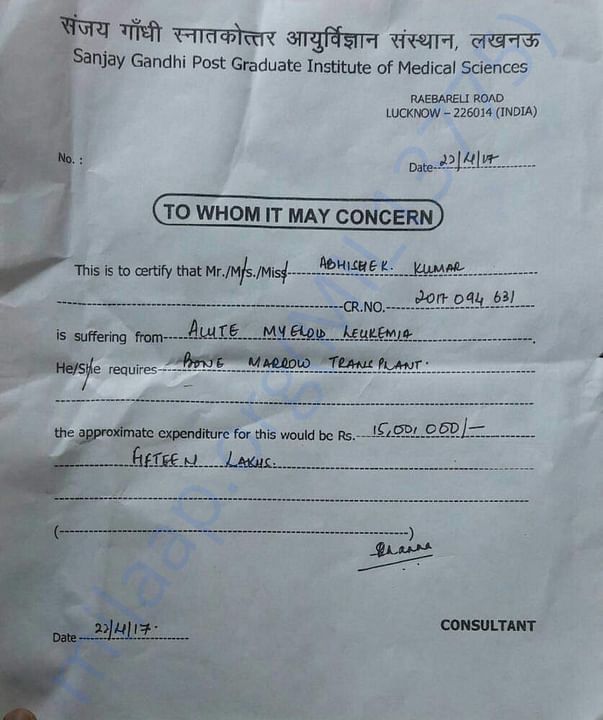 संजय गाँधी स्नातकोत्तर आयुर्विज्ञान संस्थान, लखनऊ
Sanjay Gandhi Post Graduate Institute of Medical Sciences
RAEBARELI ROAD
LUCKNOW – 226014 (INDIA)
No. :
Date 22/4/17
TO WHOM IT MAY CONCERN
This is to certify that Mr./Mrs./Miss ABHISHEK. KUMAR
CR.NO. 2017 094 631
is suffering from ACUTE MYELOID LEUKEMIA.
He/She requires BONE MARROW TRANSPLANT.
the approximate expenditure for this would be Rs. 15,00,000/-
FIFTEEN LAKHS.
( )
CONSULTANT
Date 22/4/17.
milaap.org